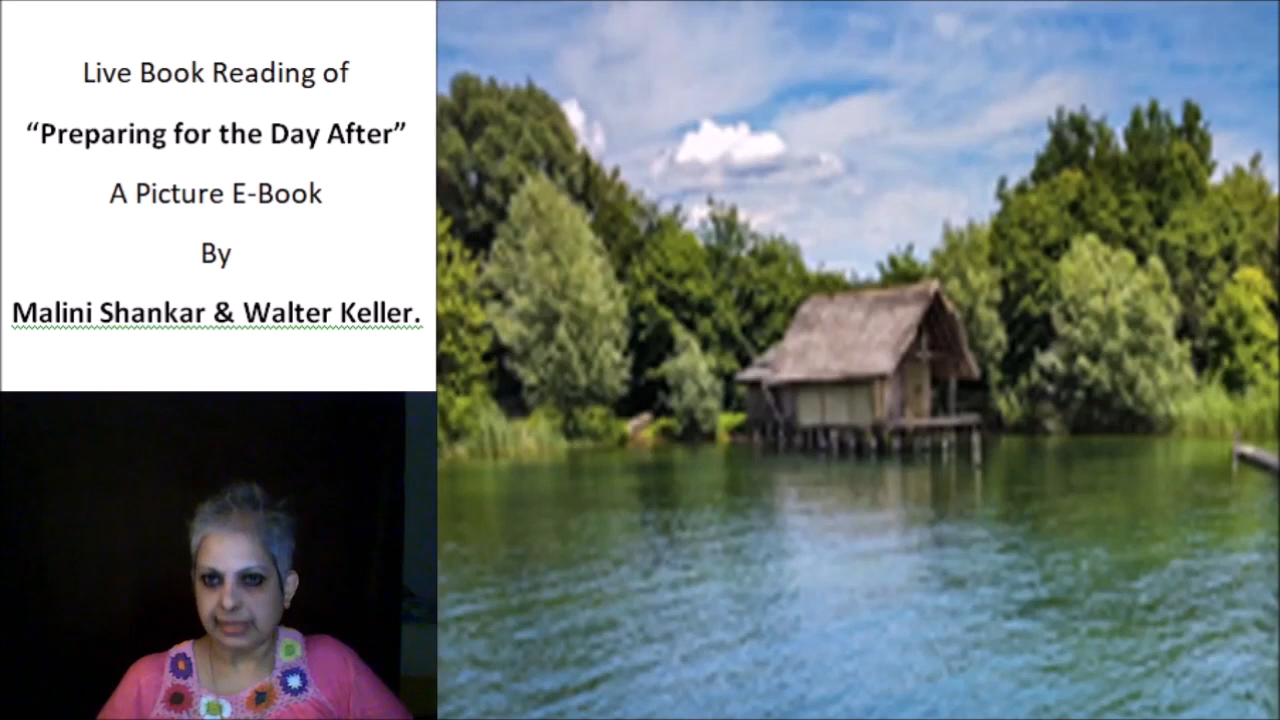 Live Book Reading of
“Preparing for the Day After”
A Picture E-Book
By
Malini Shankar & Walter Keller.